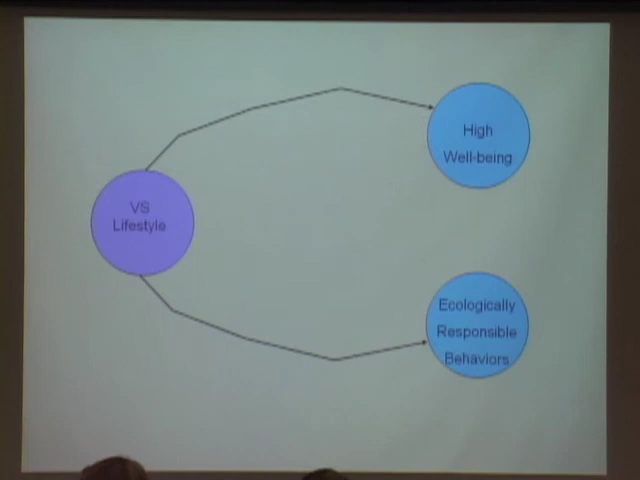 High
Well-being
VS
Lifestyle
Ecologically
Responsible
Behaviors